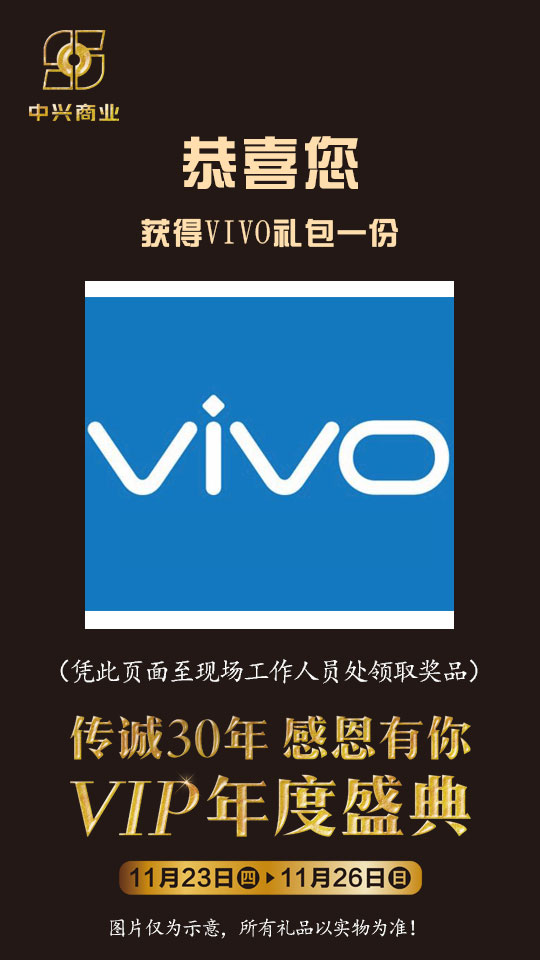 中兴商业
恭喜您
获得VIVO礼包一份
vivo
（凭此页面至现场工作人员处领取奖品）
传诚30年 感恩有你
VIP年度盛典
11月23日四▶11月26日日
图片仅为示意，所有礼品以实物为准！